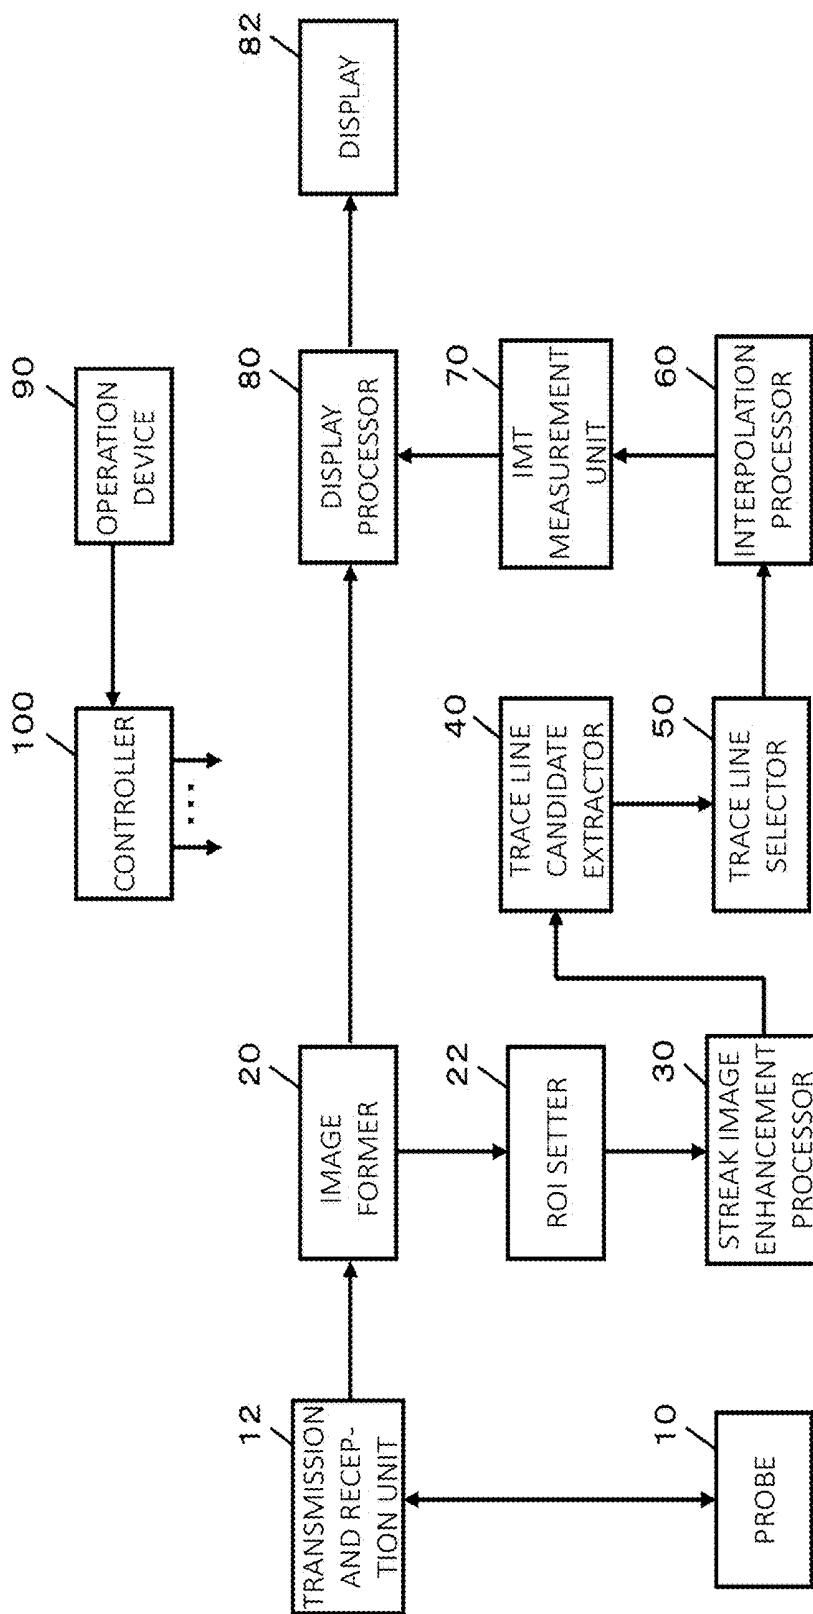 100
CONTROLLER
90
OPERATION
DEVICE
12
TRANSMISSION
AND RECEP-
TION UNIT
20
IMAGE
FORMER
80
DISPLAY
PROCESSOR
82
DISPLAY
22
ROI SETTER
40
TRACE LINE
CANDIDATE
EXTRACTOR
70
IMT
MEASUREMENT
UNIT
10
PROBE
30
STREAK IMAGE
ENHANCEMENT
PROCESSOR
50
TRACE LINE
SELECTOR
60
INTERPOLATION
PROCESSOR